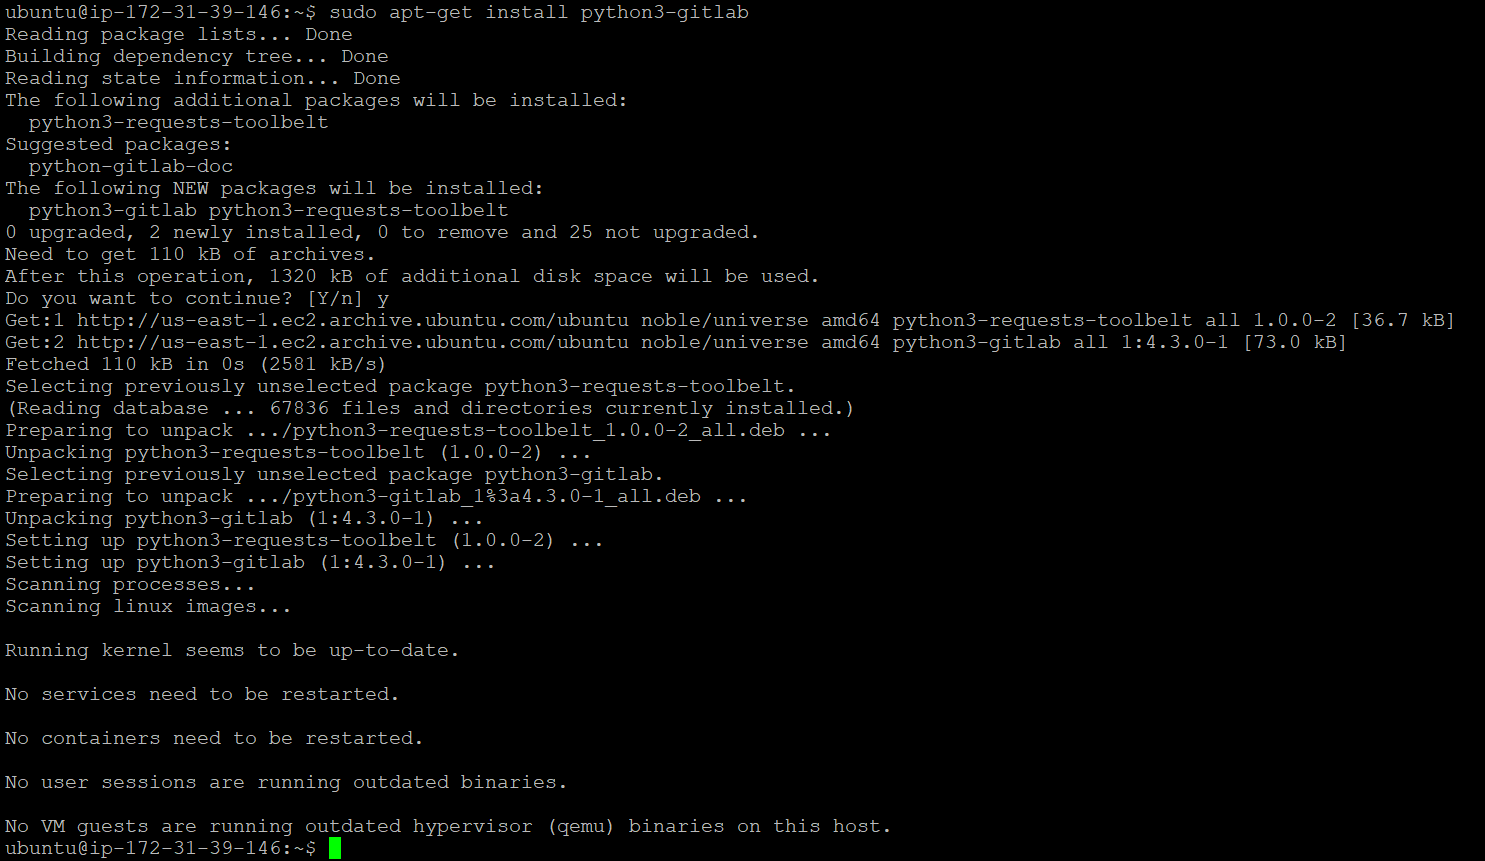 ubuntu@ip-172-31-39-146:~$ sudo apt-get install python3-gitlab
Reading package lists... Done
Building dependency tree... Done
Reading state information... Done
The following additional packages will be installed:
  python3-requests-toolbelt
Suggested packages:
  python-gitlab-doc
The following NEW packages will be installed:
  python3-gitlab python3-requests-toolbelt
0 upgraded, 2 newly installed, 0 to remove and 25 not upgraded.
Need to get 110 kB of archives.
After this operation, 1320 kB of additional disk space will be used.
Do you want to continue? [Y/n] y
Get:1 http://us-east-1.ec2.archive.ubuntu.com/ubuntu noble/universe amd64 python3-requests-toolbelt all 1.0.0-2 [36.7 kB]
Get:2 http://us-east-1.ec2.archive.ubuntu.com/ubuntu noble/universe amd64 python3-gitlab all 1:4.3.0-1 [73.0 kB]
Fetched 110 kB in 0s (2581 kB/s)
Selecting previously unselected package python3-requests-toolbelt.
(Reading database ... 67836 files and directories currently installed.)
Preparing to unpack .../python3-requests-toolbelt_1.0.0-2_all.deb ...
Unpacking python3-requests-toolbelt (1.0.0-2) ...
Selecting previously unselected package python3-gitlab.
Preparing to unpack .../python3-gitlab_1%3a4.3.0-1_all.deb ...
Unpacking python3-gitlab (1:4.3.0-1) ...
Setting up python3-requests-toolbelt (1.0.0-2) ...
Setting up python3-gitlab (1:4.3.0-1) ...
Scanning processes...
Scanning linux images...
Running kernel seems to be up-to-date.
No services need to be restarted.
No containers need to be restarted.
No user sessions are running outdated binaries.
No VM guests are running outdated hypervisor (qemu) binaries on this host.
ubuntu@ip-172-31-39-146:~$